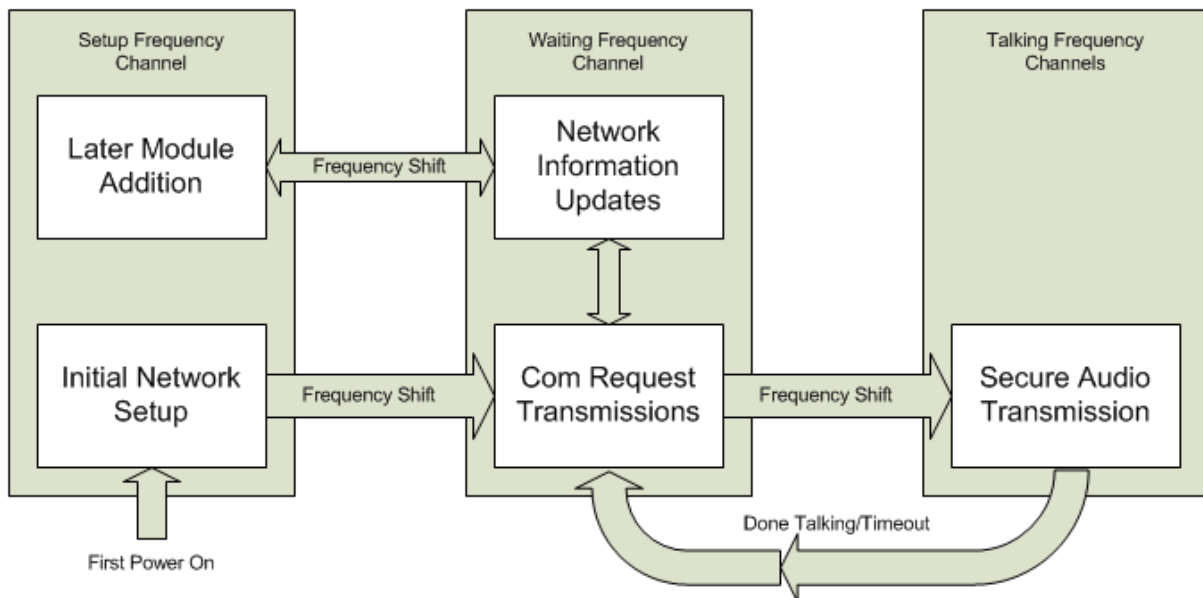 Setup Frequency
Channel
Waiting Frequency
Channel
Talking Frequency
Channels
Later Module
Addition
Frequency Shift
Network
Information
Updates
Initial Network
Setup
Frequency Shift
Com Request
Transmissions
Frequency Shift
Secure Audio
Transmission
First Power On
Done Talking/Timeout